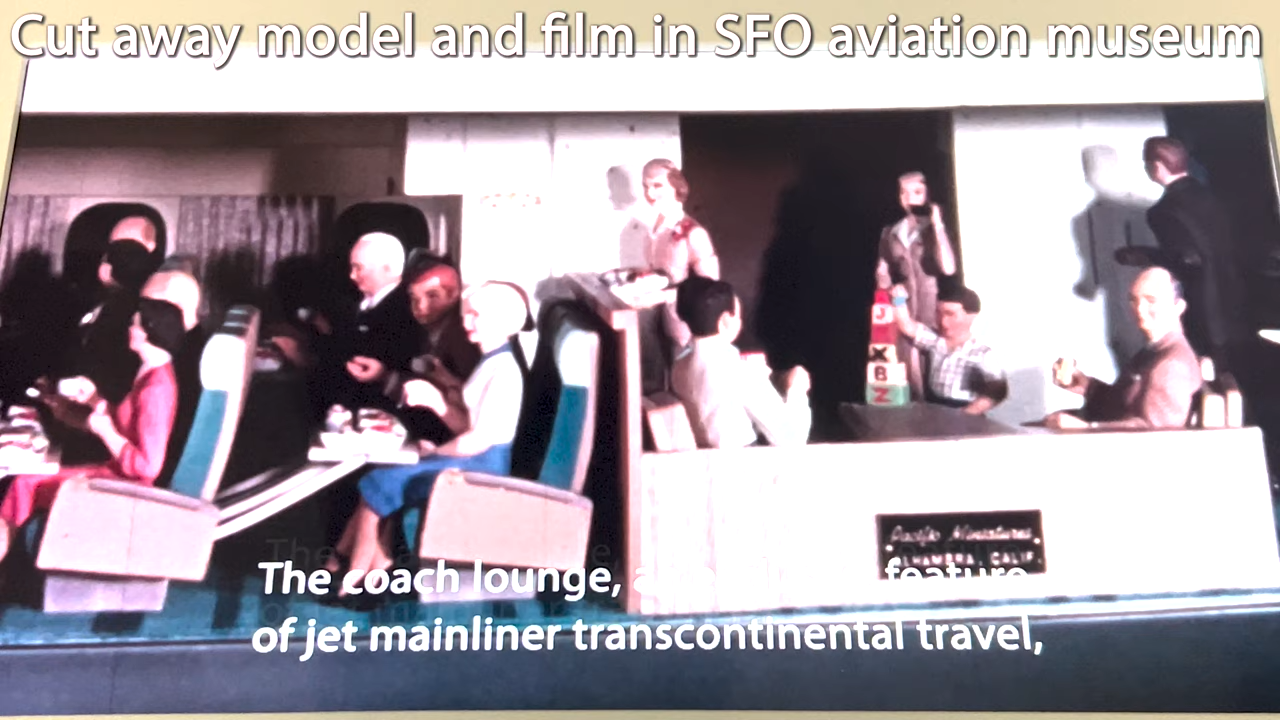 Cut away model and film in SFO aviation museum
J
X
B
Z
Pacific Miniatures
ALHAMBRA, CALIF.
The coach lounge, a feature
of jet mainliner transcontinental travel,